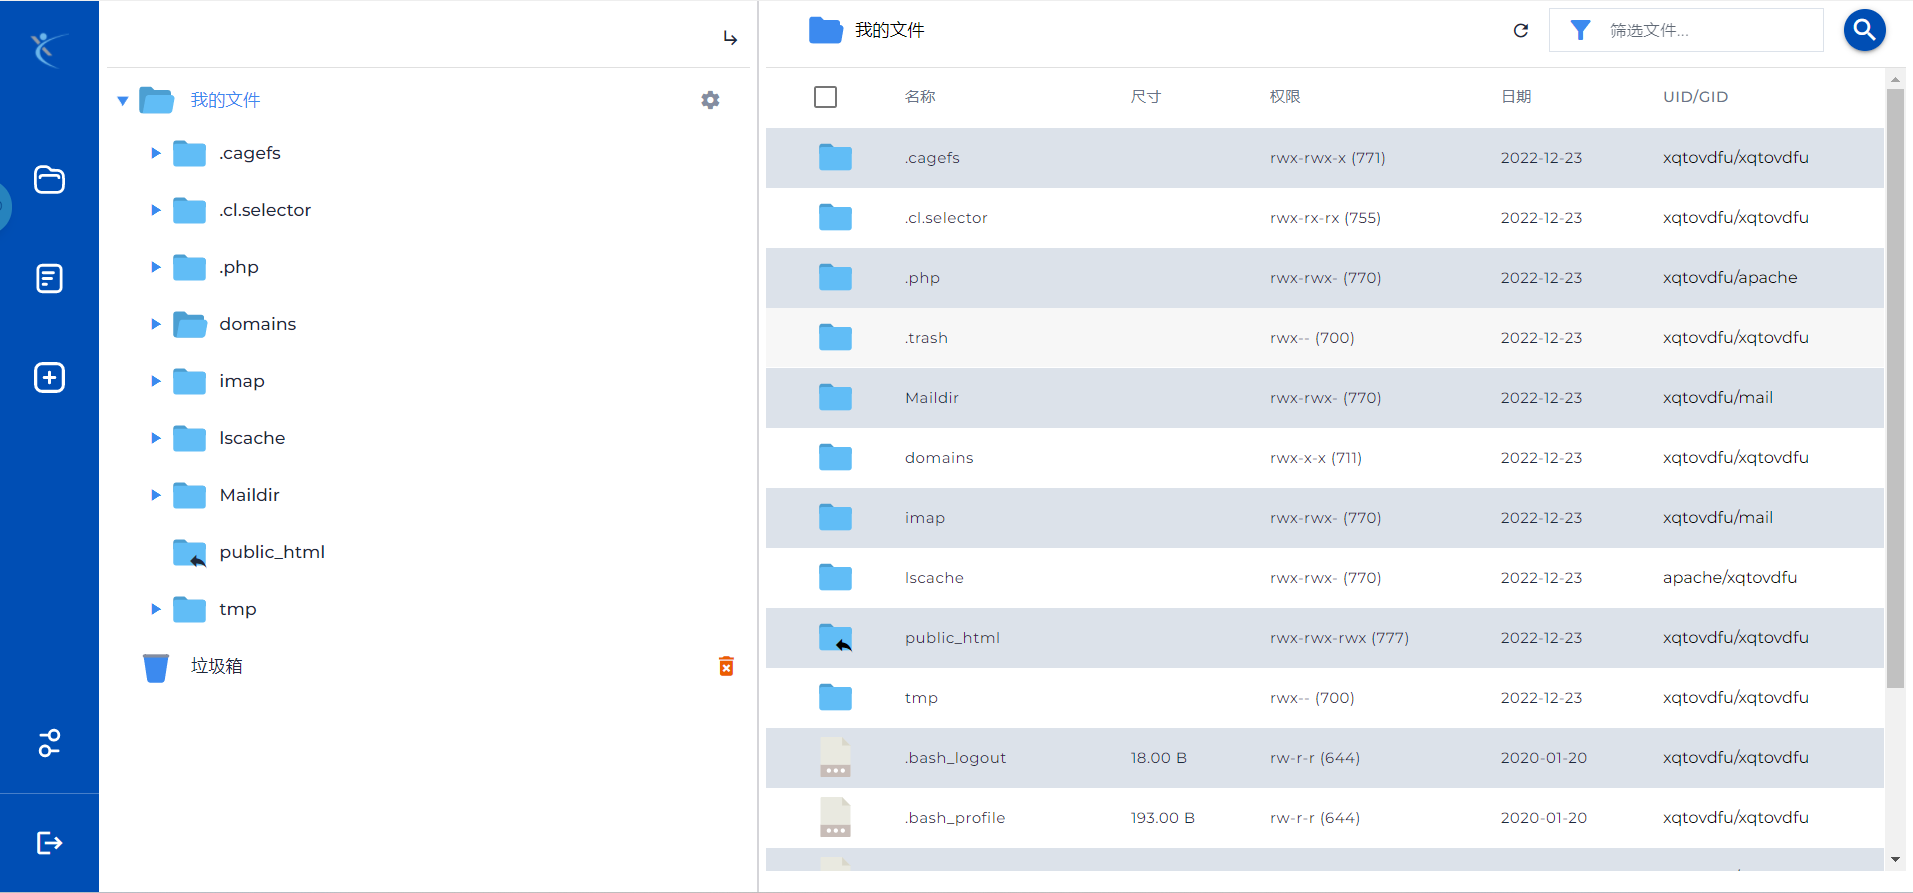 我的文件
.cagefs
.cl.selector
.php
domains
imap
lscache
Maildir
public_html
tmp
垃圾箱
我的文件 筛选文件...
名称 尺寸 权限 日期 UID/GID
.cagefs rwx-rwx-x (771) 2022-12-23 xqtovdfu/xqtovdfu
.cl.selector rwx-rx-rx (755) 2022-12-23 xqtovdfu/xqtovdfu
.php rwx-rwx- (770) 2022-12-23 xqtovdfu/apache
.trash rwx-- (700) 2022-12-23 xqtovdfu/xqtovdfu
Maildir rwx-rwx- (770) 2022-12-23 xqtovdfu/mail
domains rwx-x-x (711) 2022-12-23 xqtovdfu/xqtovdfu
imap rwx-rwx- (770) 2022-12-23 xqtovdfu/mail
lscache rwx-rwx- (770) 2022-12-23 apache/xqtovdfu
public_html rwx-rwx-rwx (777) 2022-12-23 xqtovdfu/xqtovdfu
tmp rwx-- (700) 2022-12-23 xqtovdfu/xqtovdfu
.bash_logout 18.00 B rw-r-r (644) 2020-01-20 xqtovdfu/xqtovdfu
.bash_profile 193.00 B rw-r-r (644) 2020-01-20 xqtovdfu/xqtovdfu